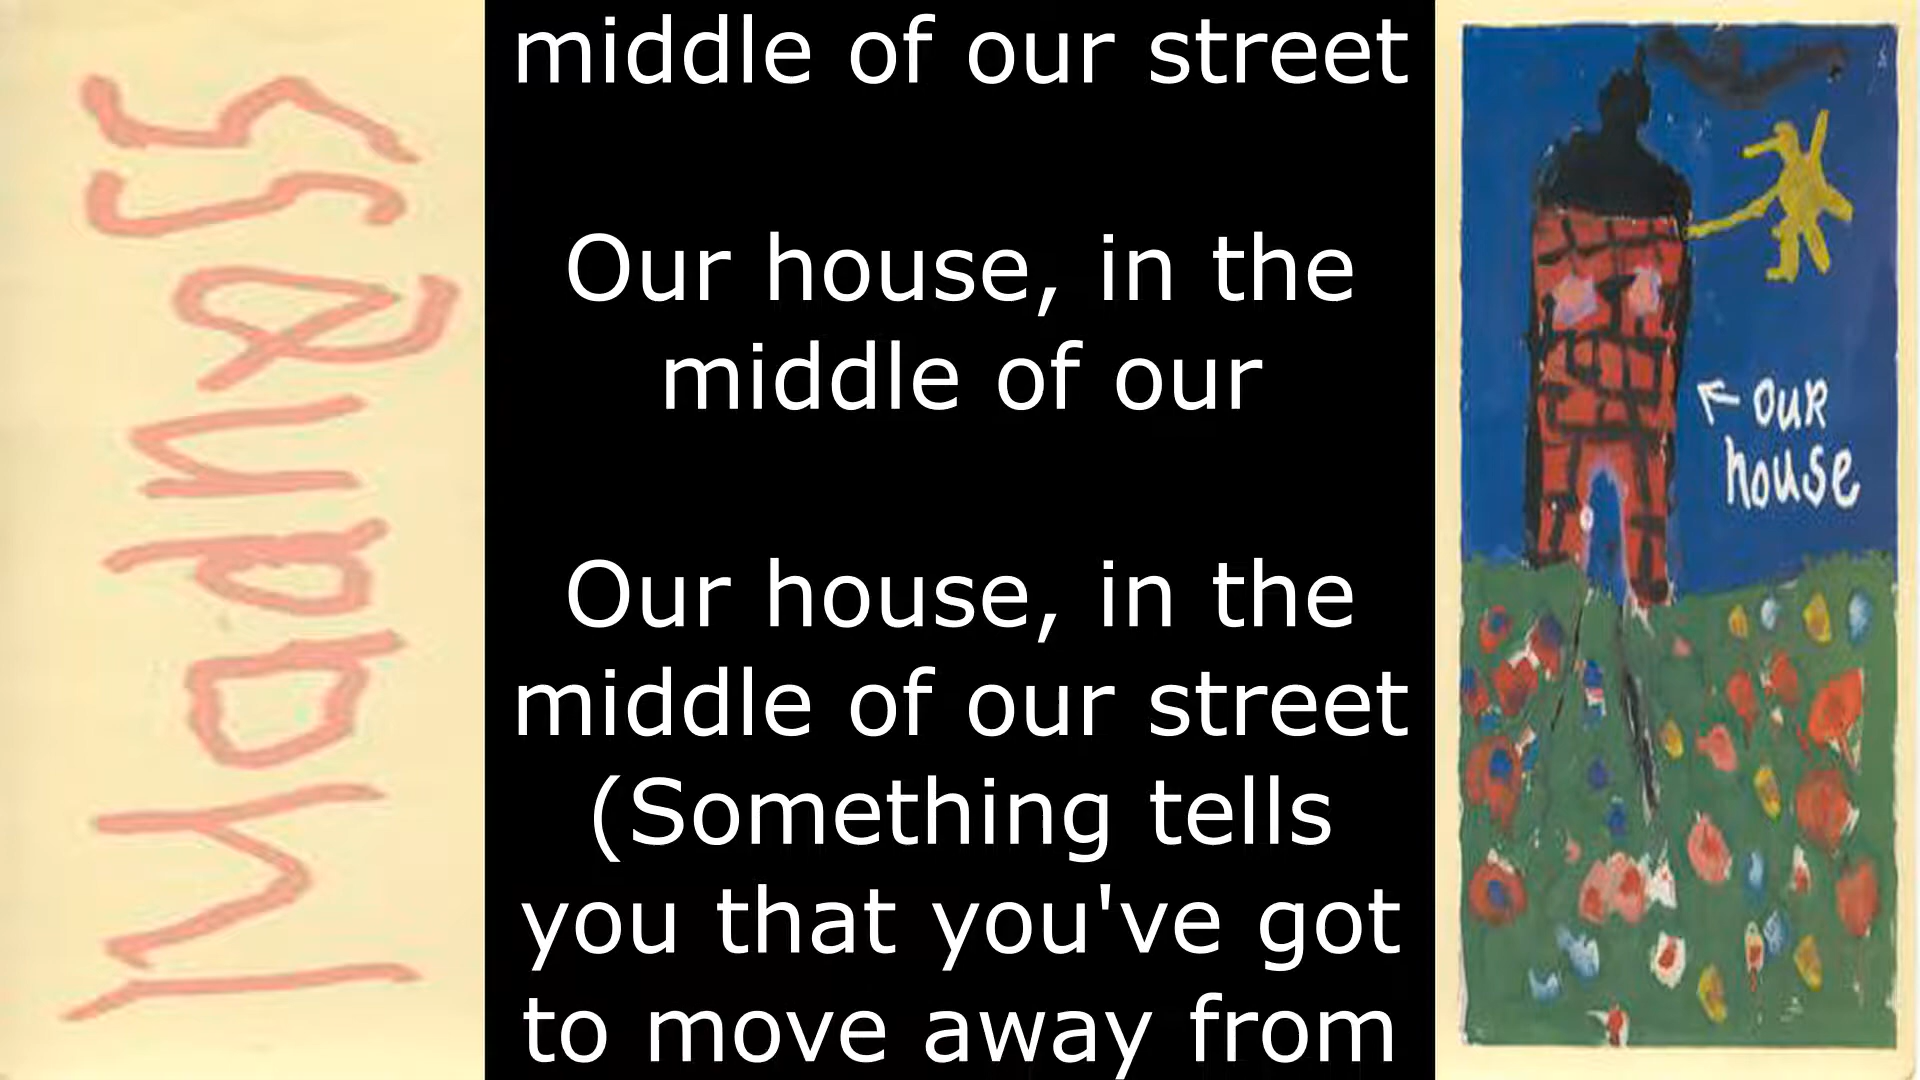 Madness
middle of our street
Our house, in the
middle of our
Our house, in the
middle of our street
(Something tells
you that you've got
to move away from
our
house